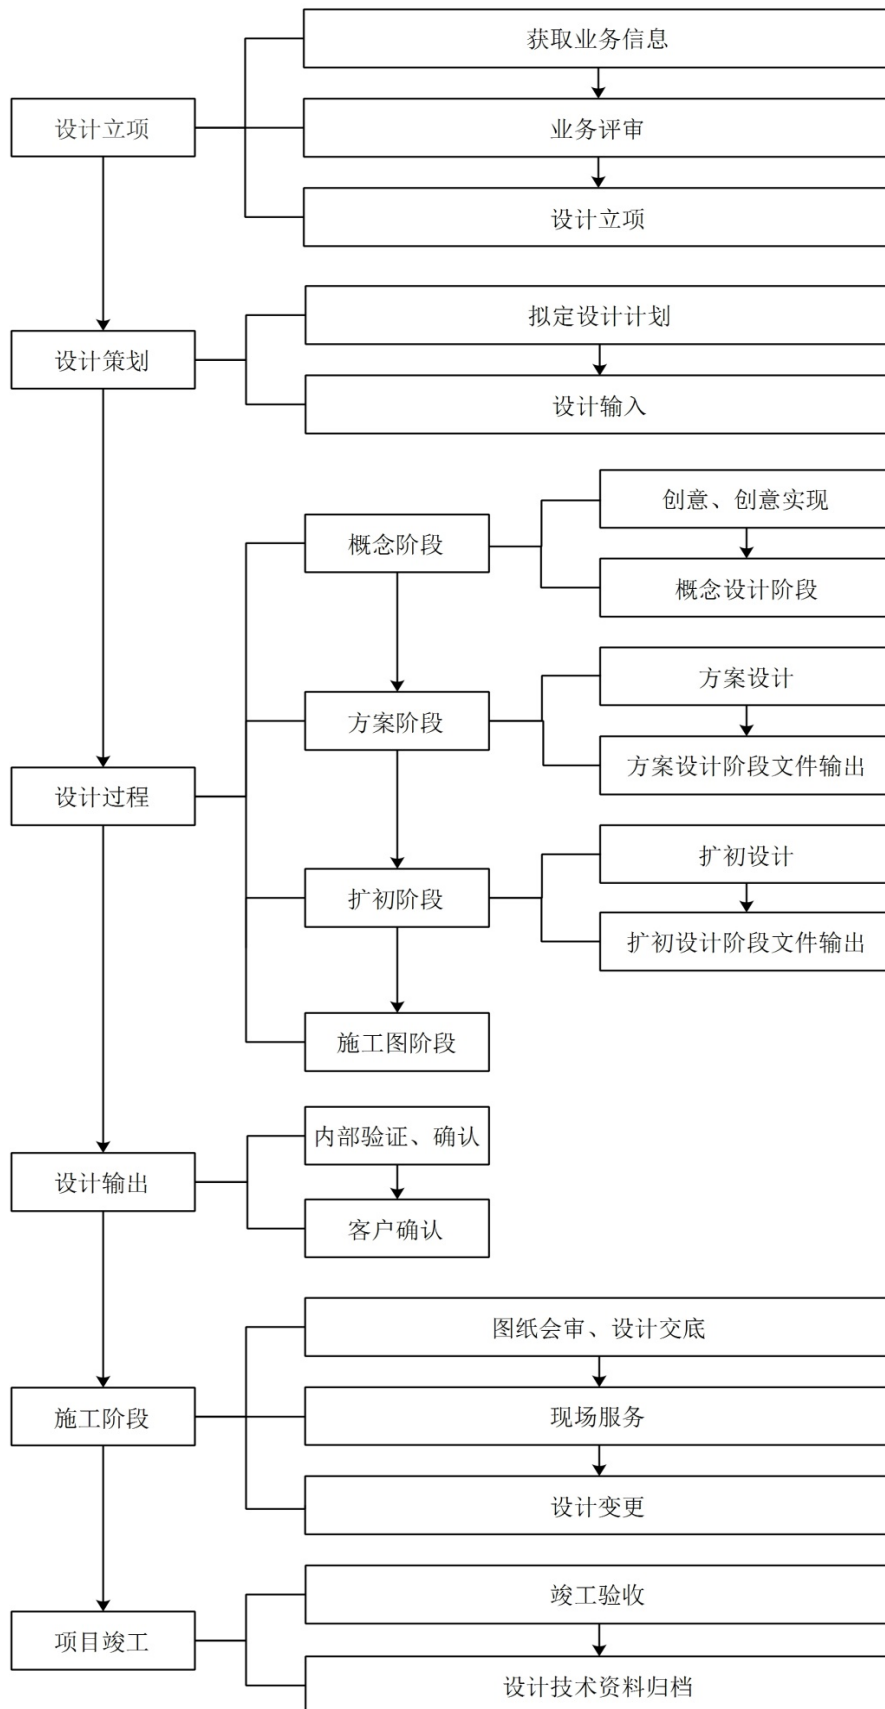 设计立项
获取业务信息
业务评审
设计立项
设计策划
拟定设计计划
设计输入
设计过程
概念阶段
创意、创意实现
概念设计阶段
方案阶段
方案设计
方案设计阶段文件输出
扩初阶段
扩初设计
扩初设计阶段文件输出
施工图阶段
设计输出
内部验证、确认
客户确认
施工阶段
图纸会审、设计交底
现场服务
设计变更
项目竣工
竣工验收
设计技术资料归档